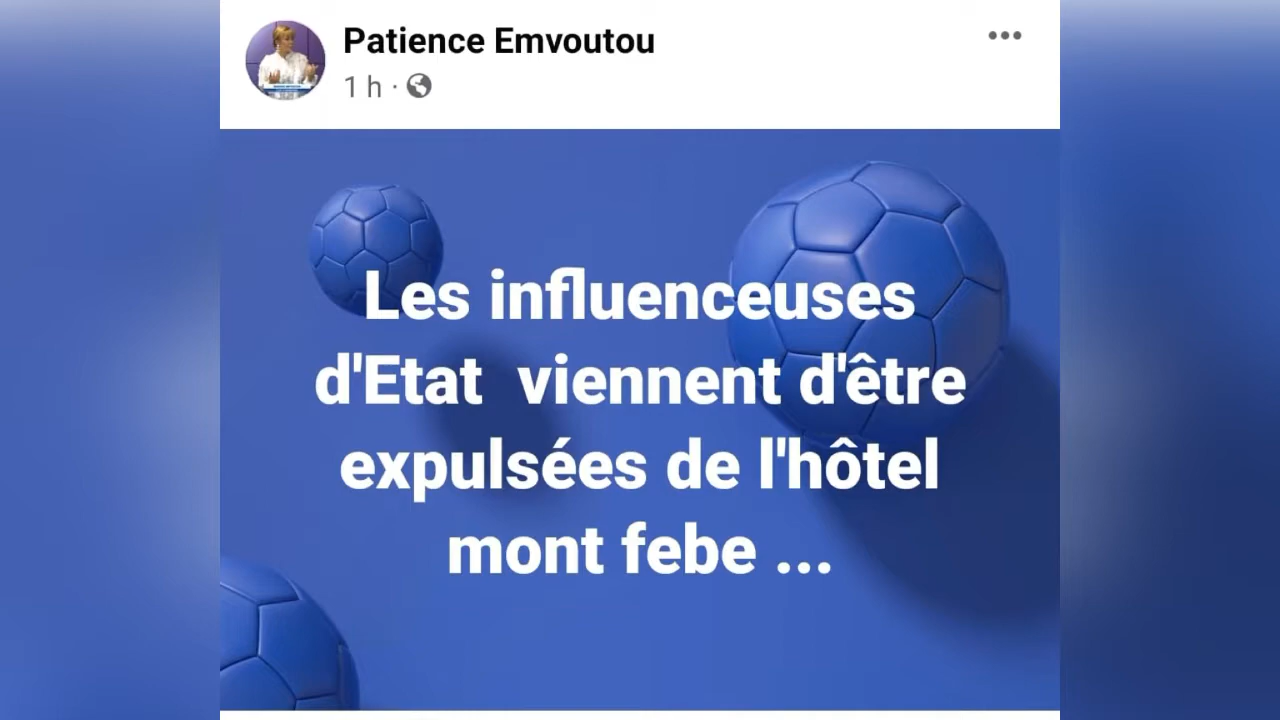 Patience Emvoutou
1 h ·
Les influenceuses
d'Etat  viennent d'être
expulsées de l'hôtel
mont febe ...